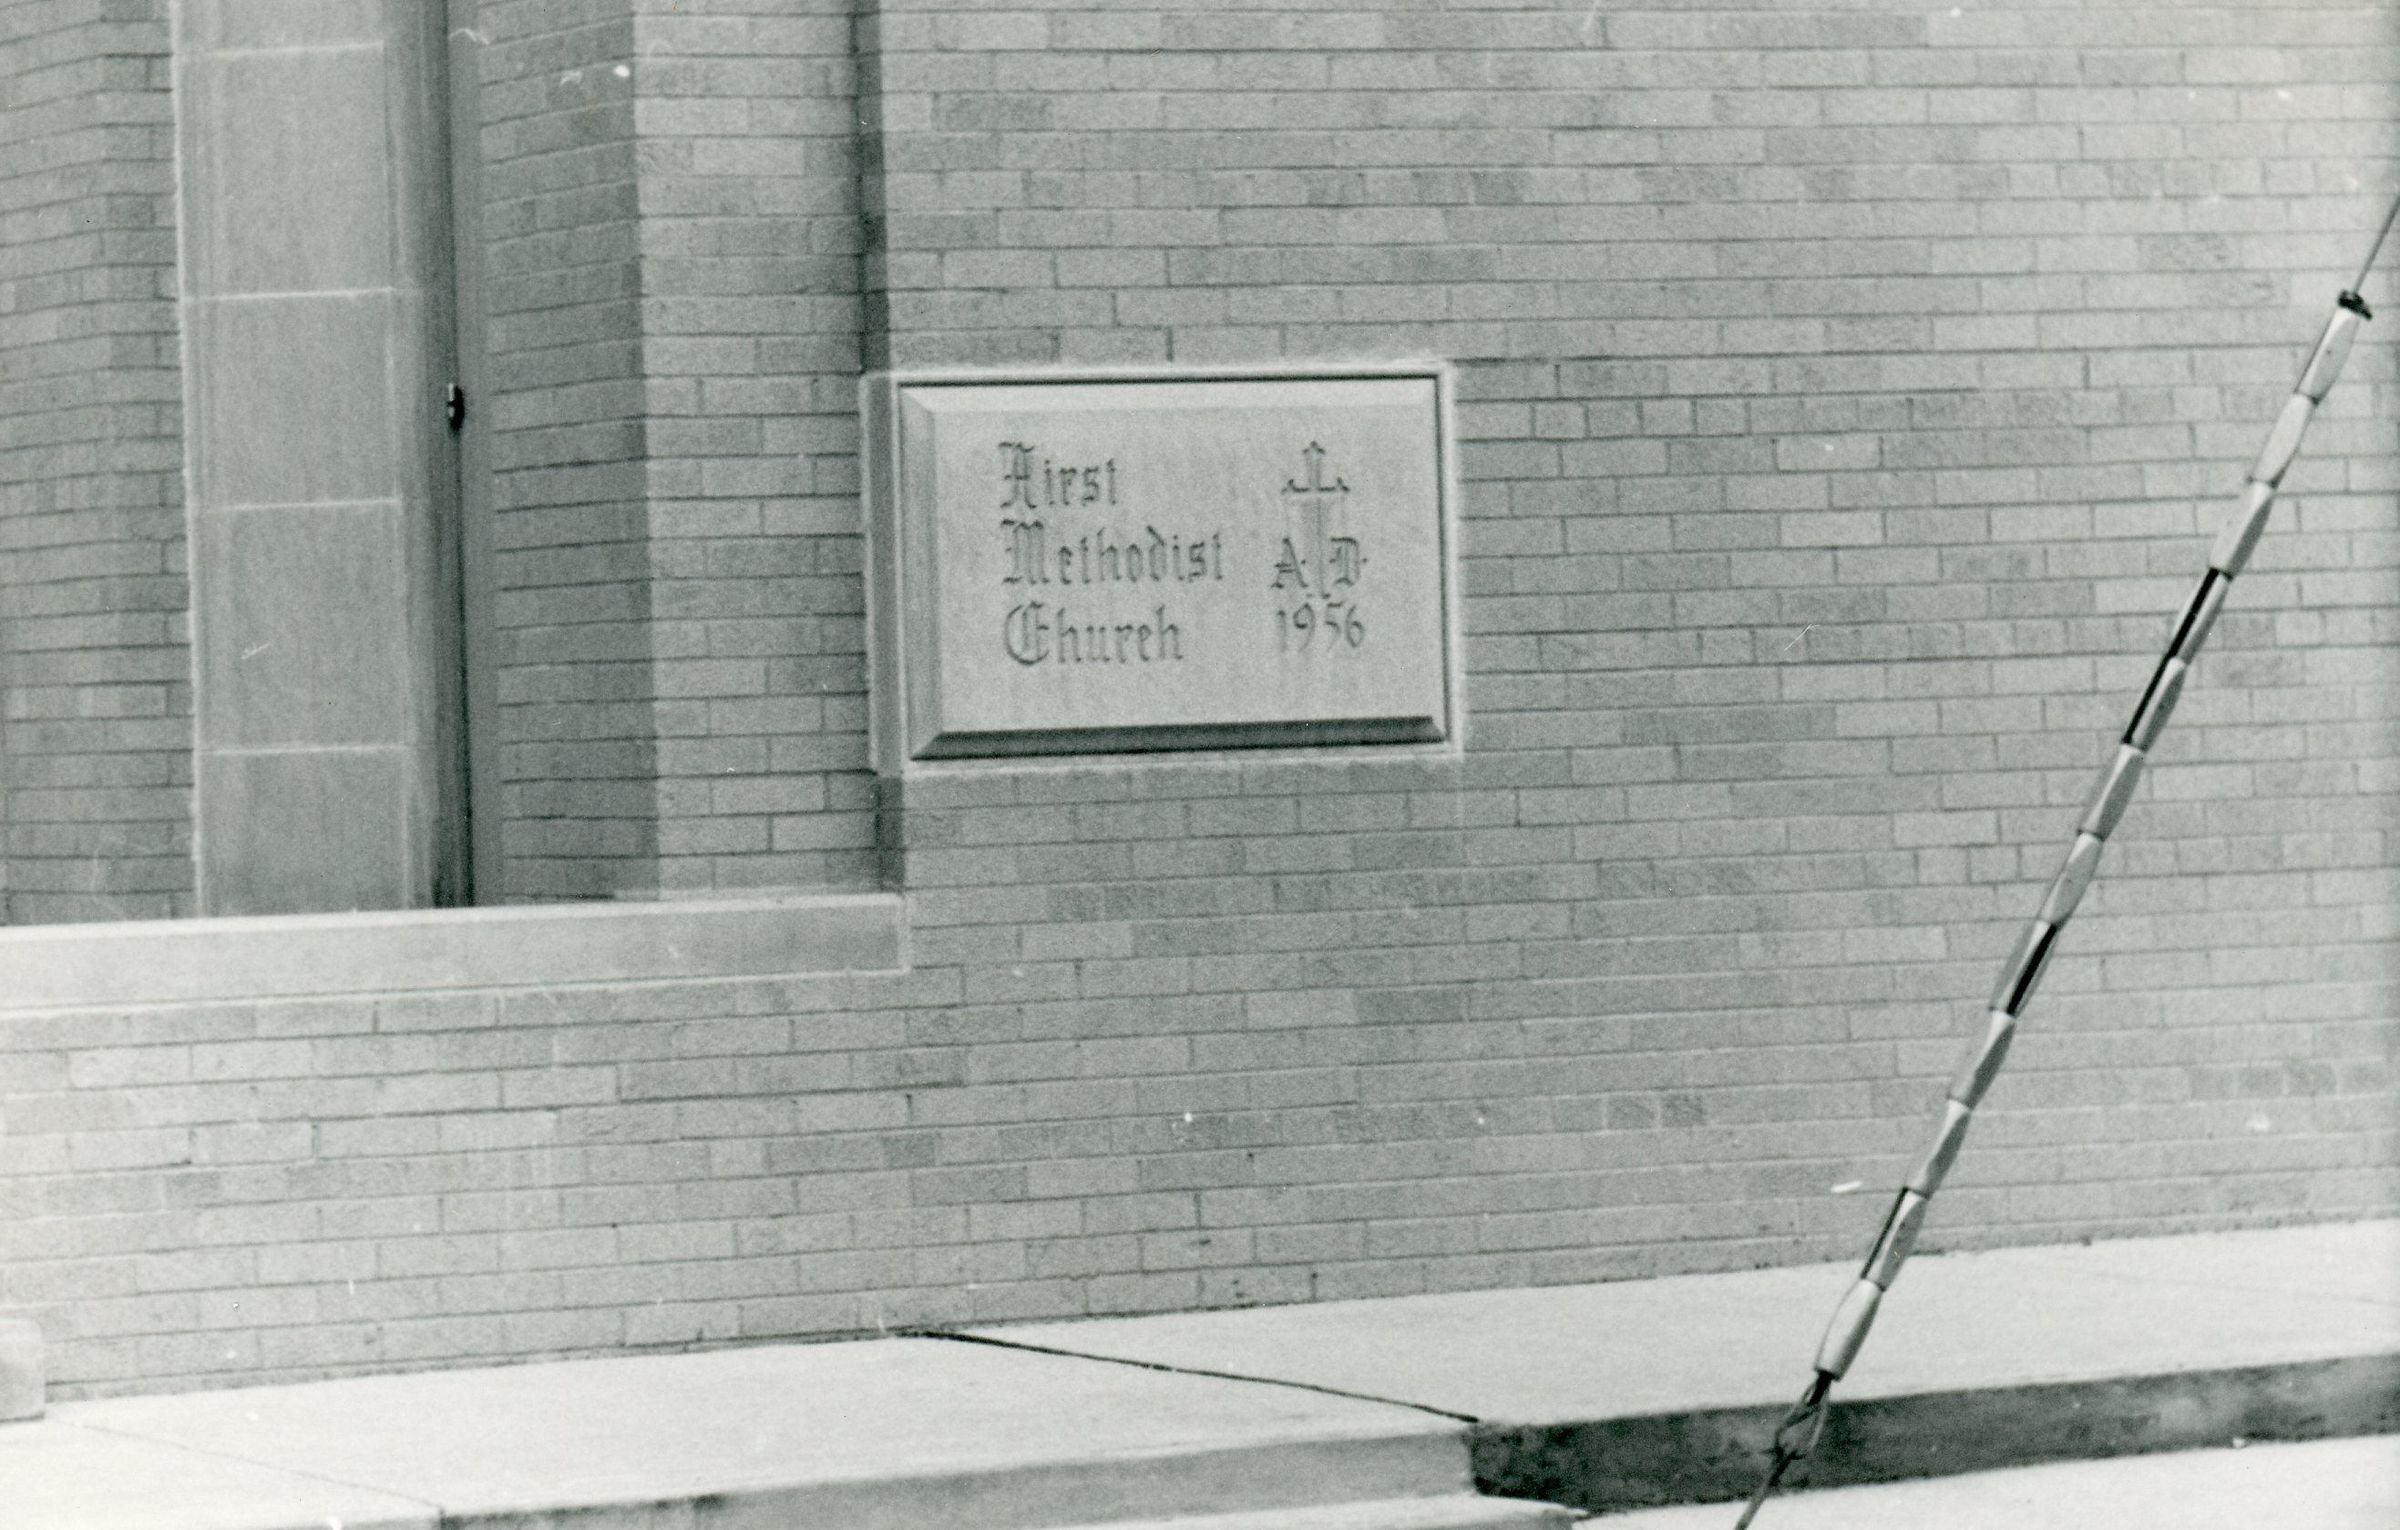 First
Methodist
Church
A. D.
1956